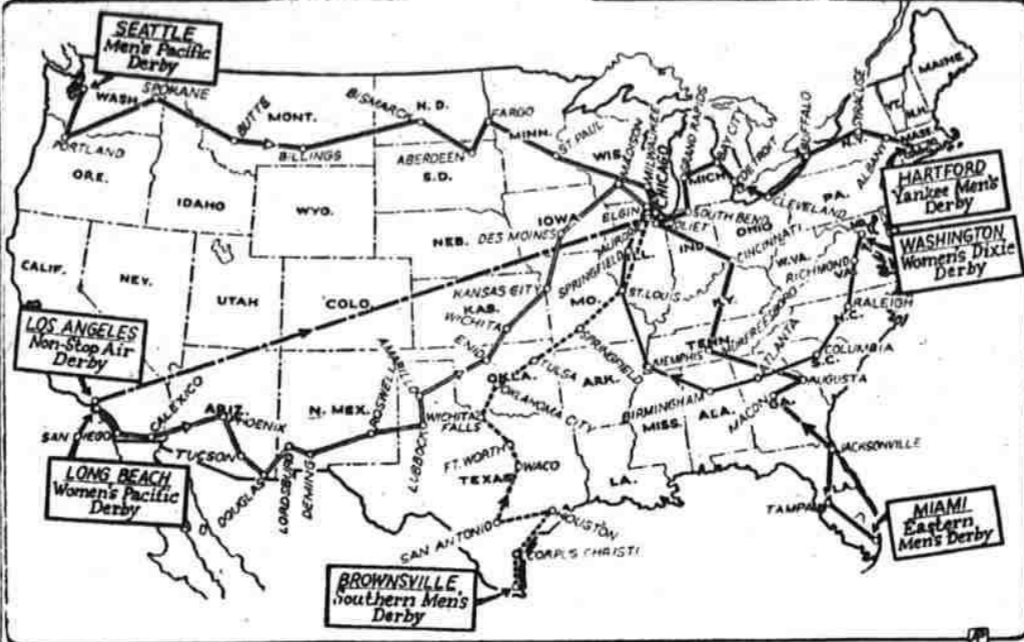 SEATTLE
Men's Pacific
Derby
MAINE
WASH
SPOKANE
BUTTE
MONT.
BISMARCK
N. D.
FARGO
MINN.
ST PAUL
WIS.
MADISON
MILWAUKEE
CHICAGO
GRAND RAPIDS
BAY CITY
DETROIT
BUFFALO
N.Y.
ALBANY
VT.
N.H.
MASS.
PORTLAND
BILLINGS
ABERDEEN
S.D.
MICH
ORE.
IDAHO
WYO.
NEB.
IOWA
DES MOINES
ELGIN
JOLIET
SOUTH BEND
OHIO
CLEVELAND
PA.
HARTFORD
Yankee Men's
Derby
WASHINGTON
Women's Dixie
Derby
CALIF.
NEV.
UTAH
COLO.
KANSAS CITY
KAS.
WICHITA
MO.
SPRINGFIELD
ILL.
IND.
CINCINNATI
W.VA.
RICHMOND
VA.
ST. LOUIS
KY.
RALEIGH
N.C.
LOS ANGELES
Non-Stop Air
Derby
ENID
AMARILLO
OKLA.
TULSA
SPRINGFIELD
ARK.
MEMPHIS
TENN.
MURFREESBORO
ATLANTA
COLUMBIA
S.C.
AUGUSTA
CALEXICO
ARIZ.
PHOENIX
N. MEX.
ROSWELL
WICHITA
FALLS
OKLAHOMA CITY
BIRMINGHAM
MISS.
ALA.
MACON
GA.
SAN DIEGO
TUCSON
LONG BEACH
Women's Pacific
Derby
DOUGLAS
LORDSBURG
DEMING
LUBBOCK
FT. WORTH
WACO
TEXAS
LA.
JACKSONVILLE
TAMPA
FLA.
SAN ANTONIO
HOUSTON
CORPUS CHRISTI
MIAMI
Eastern
Men's Derby
BROWNSVILLE
Southern Men's
Derby
AP